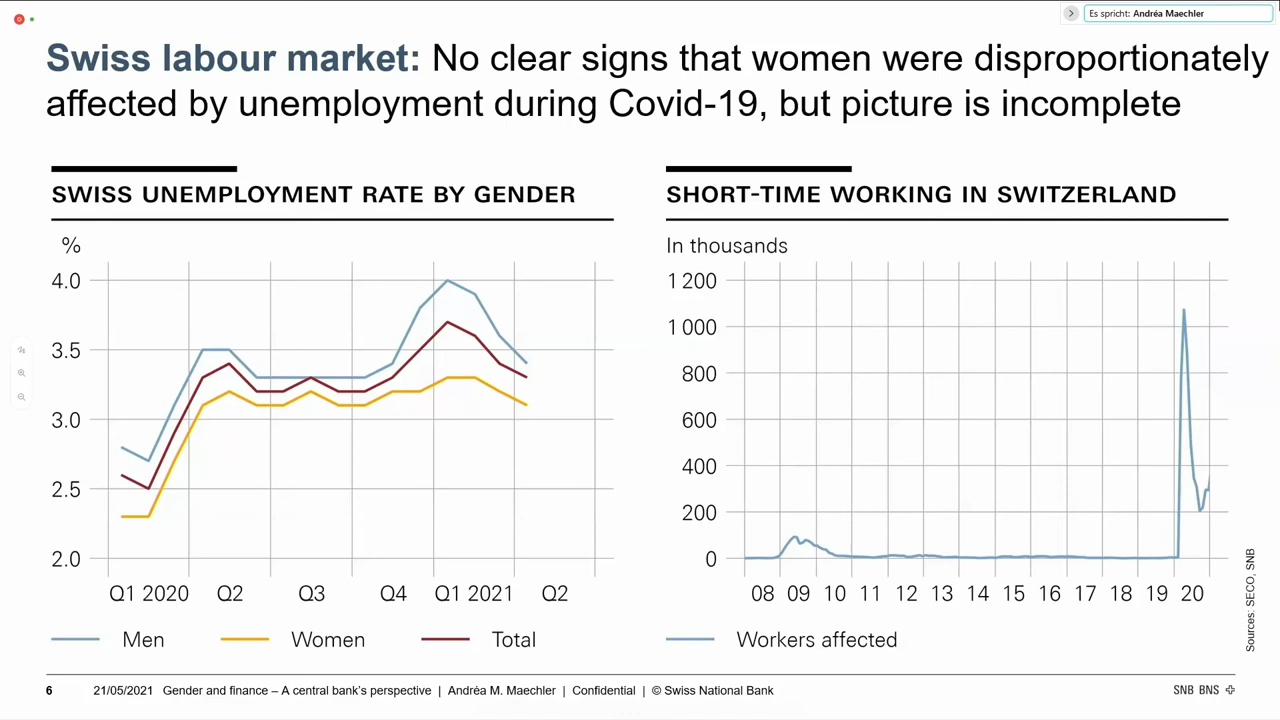 Es spricht: Andréa Maechler
Swiss labour market: No clear signs that women were disproportionately
affected by unemployment during Covid-19, but picture is incomplete
SWISS UNEMPLOYMENT RATE BY GENDER
%
4.0
3.5
3.0
2.5
2.0
Q1 2020 Q2 Q3 Q4 Q1 2021 Q2
Men Women Total
SHORT-TIME WORKING IN SWITZERLAND
In thousands
1 200
1 000
800
600
400
200
0
08 09 10 11 12 13 14 15 16 17 18 19 20
Workers affected
Sources: SECO, SNB
6 21/05/2021 Gender and finance – A central bank's perspective | Andréa M. Maechler | Confidential | © Swiss National Bank
SNB BNS